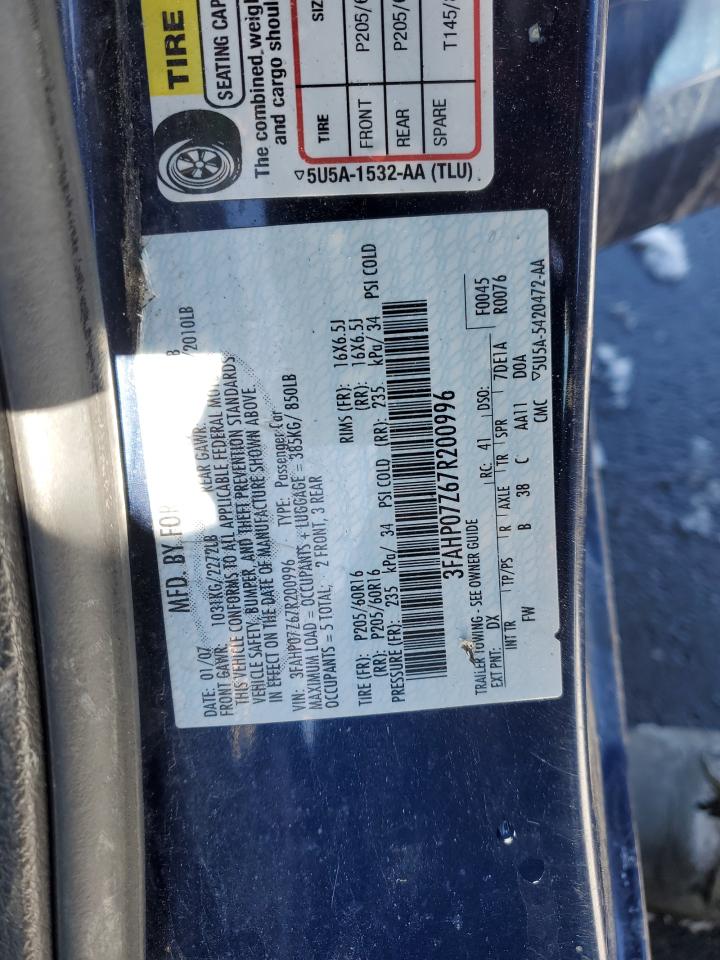 TIRE
SEATING CAP
The combined weigh
and cargo shoul
TIRE SIZ
FRONT P205/6
REAR P205/6
SPARE T145/
▽5U5A-1532-AA (TLU)
MFD. BY FOR
DATE: 01/07
FRONT GAWR: 1031KG/2272LB REAR GAWR: 2010LB
THIS VEHICLE CONFORMS TO ALL APPLICABLE FEDERAL MOTOR
VEHICLE SAFETY, BUMPER, AND THEFT PREVENTION STANDARDS
IN EFFECT ON THE DATE OF MANUFACTURE SHOWN ABOVE.
VIN: 3FAHP07Z67R200996 TYPE: Passenger Car
MAXIMUM LOAD = OCCUPANTS + LUGGAGE = 385KG/850LB
OCCUPANTS = 5 TOTAL; 2 FRONT, 3 REAR
TIRE (FR): P205/60R16 RIMS (FR): 16X6.5J
(RR): P205/60R16 (RR): 16X6.5J
PRESSURE (FR): 235 kPa/ 34 PSI COLD (RR): 235 kPa/ 34 PSI COLD
3FAHP07Z67R200996
TRAILER TOWING - SEE OWNER GUIDE
EXT PNT: DX RC: 41 DSO: F0045
R0076
INT TR TP/PS R AXLE TR SPR 7DE1A
FW B 38 C AA11 D0A
CMC ▽5U5A-5420472-AA